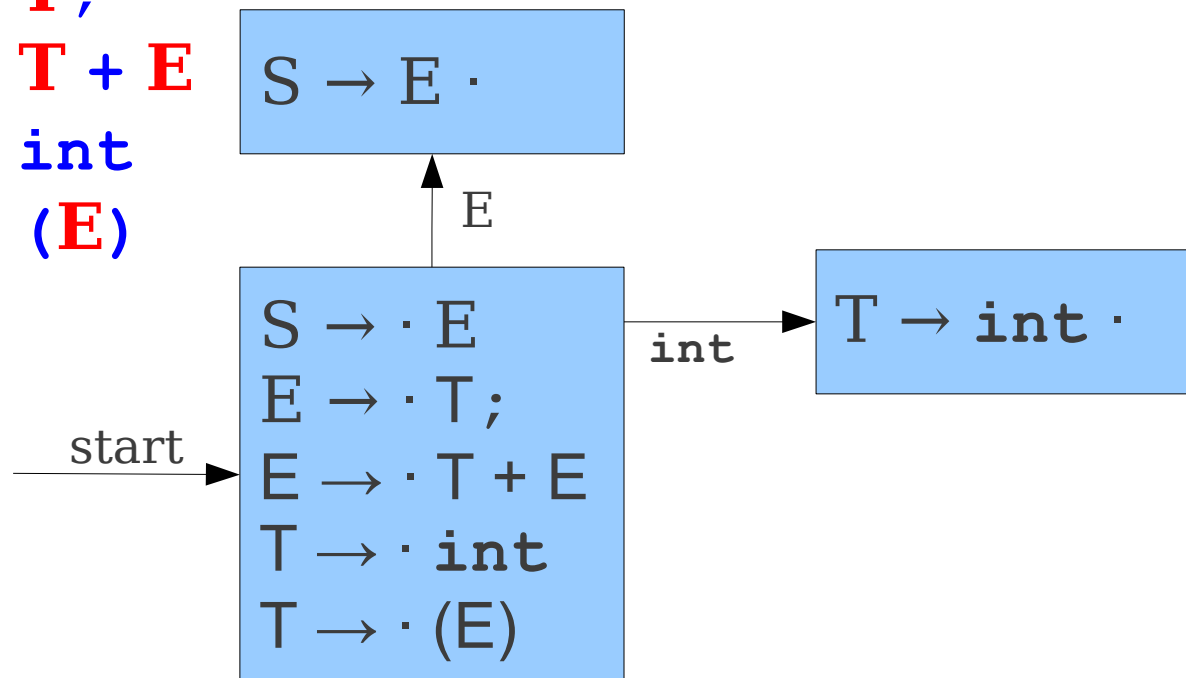 T;
T + E
int
(E)
S → E ·
E
S → · E
E → · T ;
E → · T + E
T → · int
T → · (E)
start
int
T → int ·